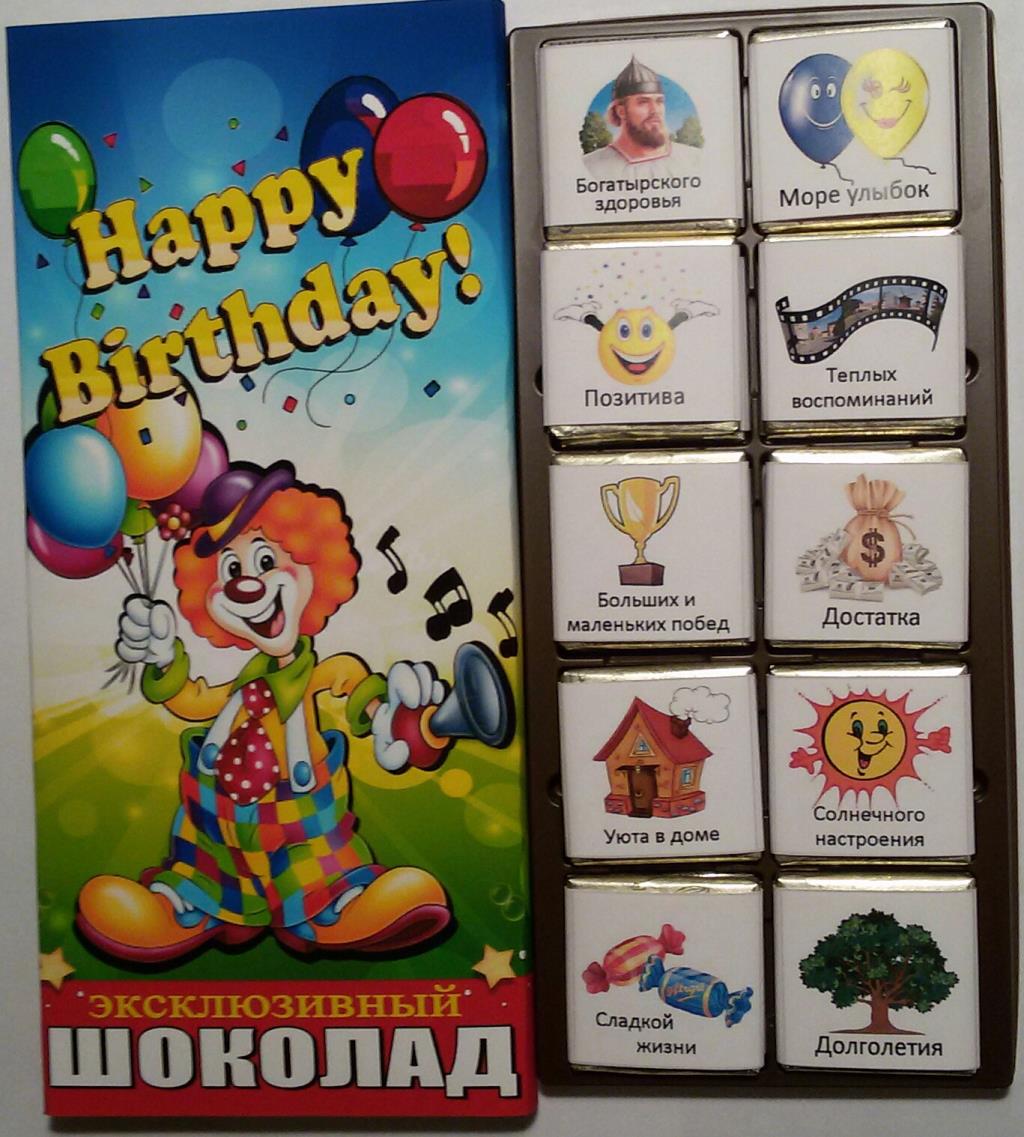 Happy
Birthday!
ЭКСКЛЮЗИВНЫЙ
ШОКОЛАД
Богатырского
здоровья
Море улыбок
Позитива
Теплых
воспоминаний
Больших и
маленьких побед
$
Достатка
Уюта в доме
Солнечного
настроения
Сладкой
жизни
Долголетия